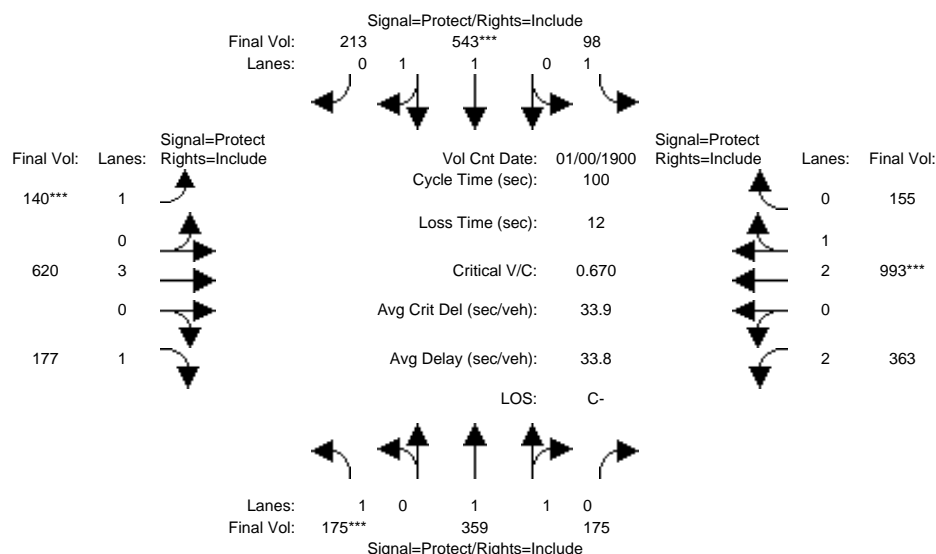 Signal=Protect/Rights=Include
Final Vol: 213 543*** 98
Lanes: 0 1 1 0 1
Signal=Protect Signal=Protect
Final Vol: Lanes: Rights=Include Vol Cnt Date: 01/00/1900 Rights=Include Lanes: Final Vol:
Cycle Time (sec): 100
140*** 1 0 155
Loss Time (sec): 12
0 1
620 3 Critical V/C: 0.670 2 993***
0 Avg Crit Del (sec/veh): 33.9 0
177 1 Avg Delay (sec/veh): 33.8 2 363
LOS: C-
Lanes: 1 0 1 1 0
Final Vol: 175*** 359 175
Signal=Protect/Rights=Include